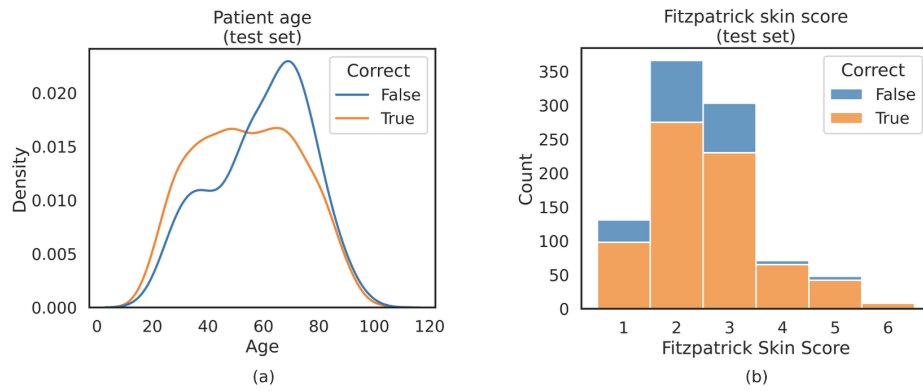 Patient age
(test set)
Correct
False
True
0.020
0.015
0.010
0.005
0.000
Density
0 20 40 60 80 100 120
Age
(a)
Fitzpatrick skin score
(test set)
Correct
False
True
350
300
250
200
150
100
50
0
Count
1 2 3 4 5 6
Fitzpatrick Skin Score
(b)